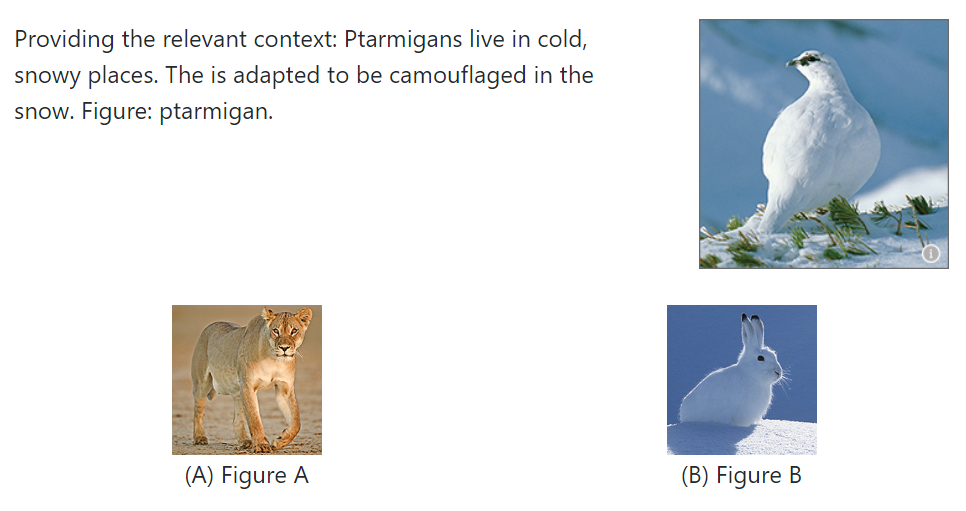 Providing the relevant context: Ptarmigans live in cold,
snowy places. The is adapted to be camouflaged in the
snow. Figure: ptarmigan.
(A) Figure A
(B) Figure B